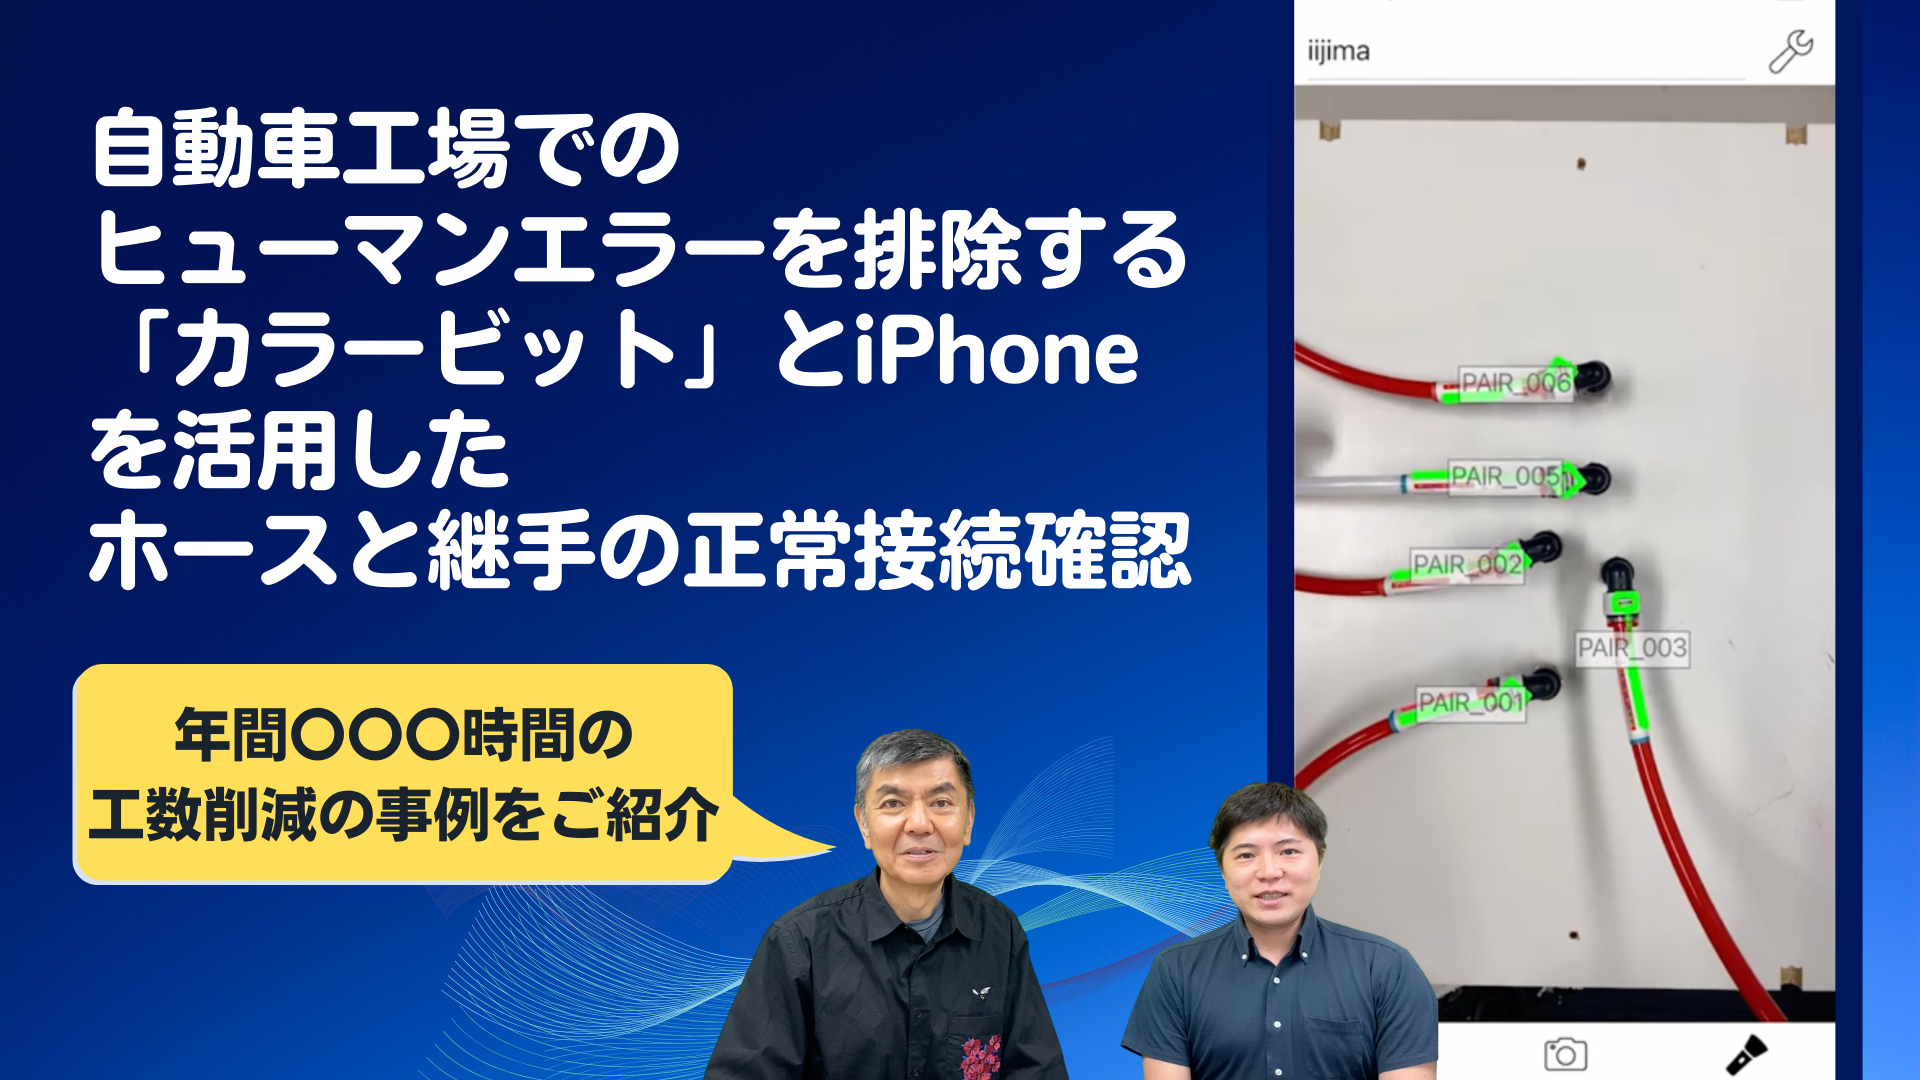 自動車工場での
ヒューマンエラーを排除する
「カラービット」とiPhone
を活用した
ホースと継手の正常接続確認
年間〇〇〇時間の
工数削減の事例をご紹介
iijima
PAIR_006
PAIR_005
PAIR_002
PAIR_003
PAIR_001